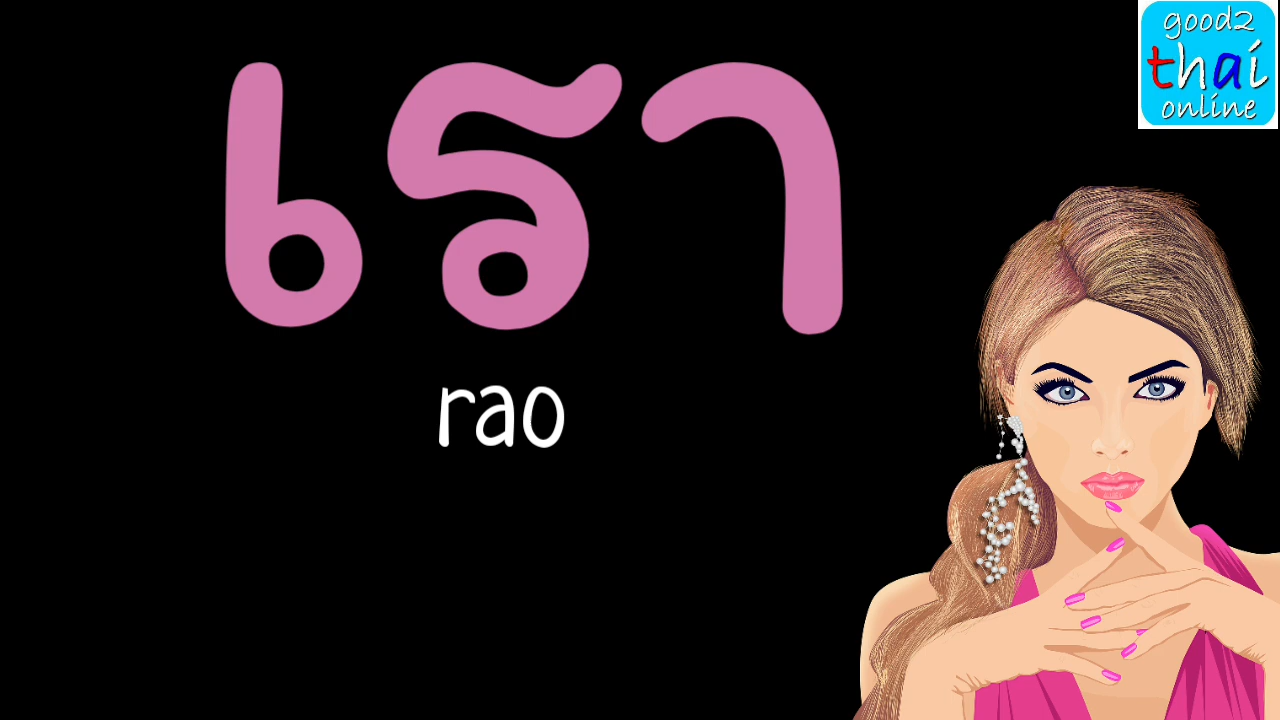 เรา
rao
good2
thai
online